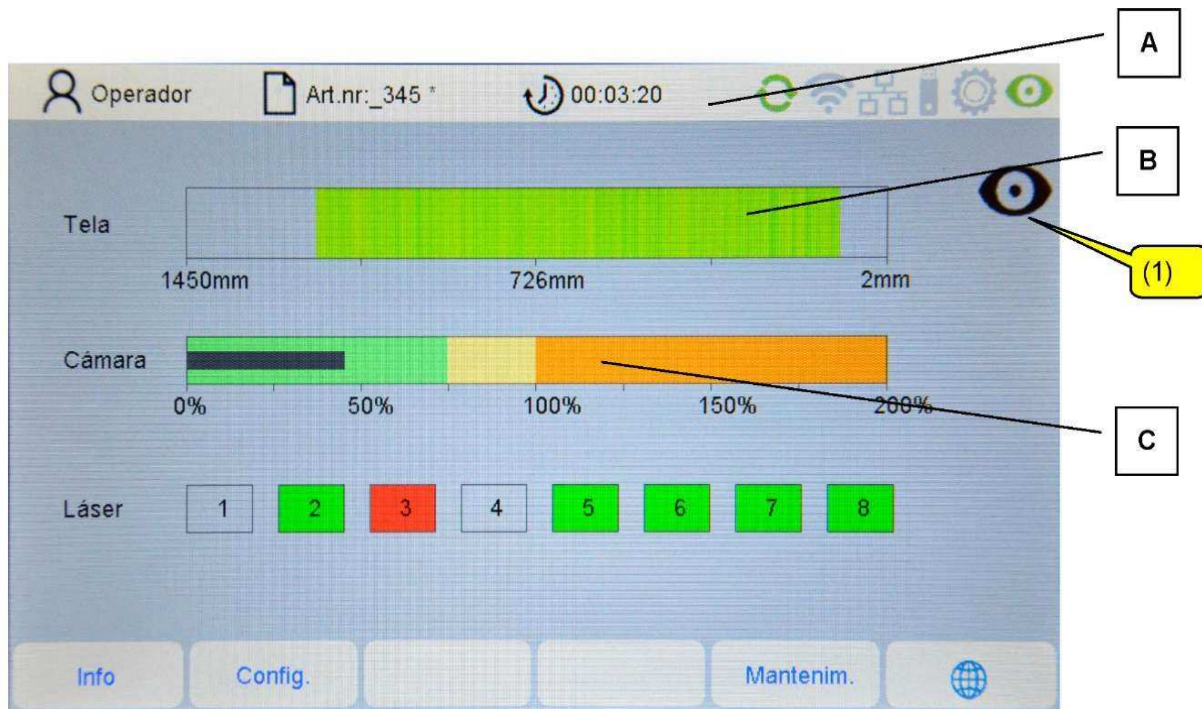 A
Operador Art.nr:_345 * 00:03:20
B
Tela
(1)
1450mm 726mm 2mm
Cámara
0% 50% 100% 150% 200%
C
Láser 1 2 3 4 5 6 7 8
Info Config. Mantenim.